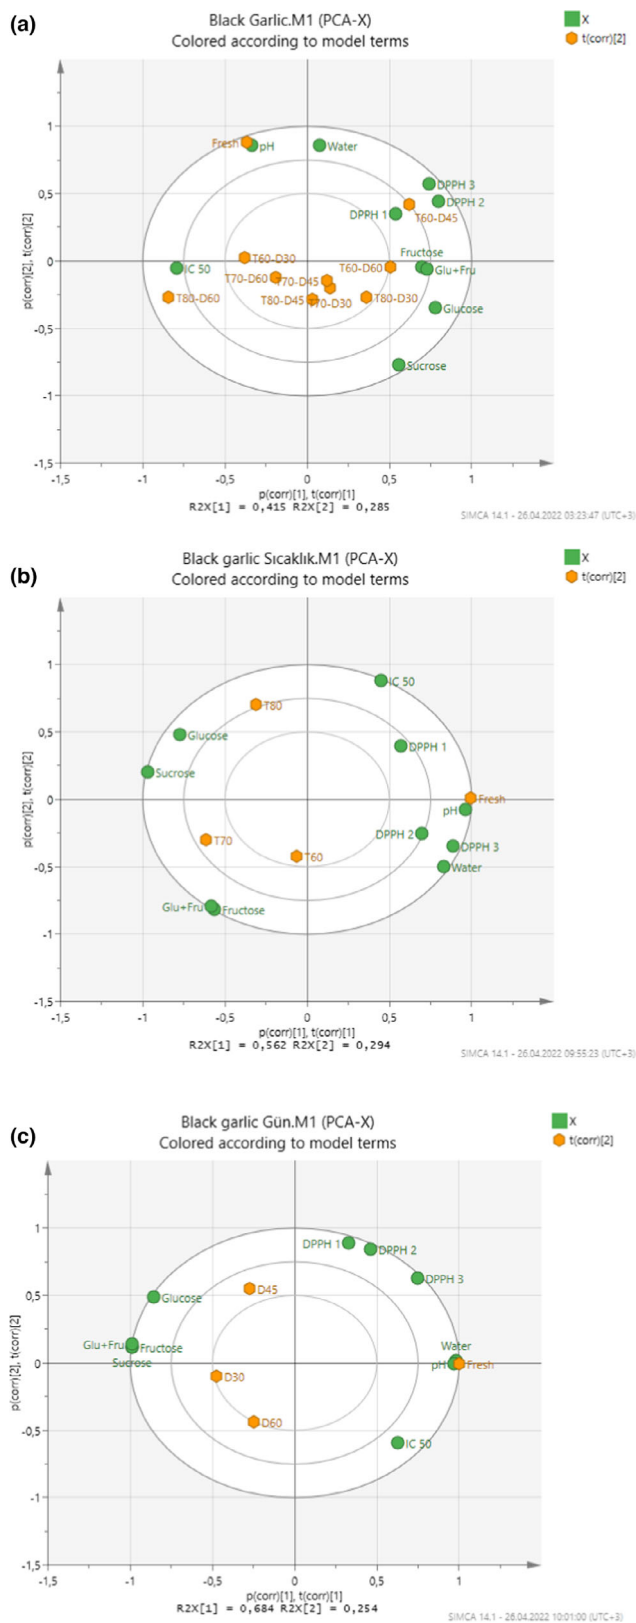 (a)
Black Garlic.M1 (PCA-X)
Colored according to model terms
X
t(corr)[2]
p(corr)[2], t(corr)[2]
1
0,5
0
-0,5
-1
-1,5
Fresh
pH
Water
DPPH 3
DPPH 2
DPPH 1
T60-D45
T60-D30
Fructose
IC 50
T70-D60
T70-D45
T60-D60
Glu+Fru
T80-D60
T80-D45
T70-D30
T80-D30
Glucose
Sucrose
-1,5
-1
-0,5
0
0,5
1
p(corr)[1], t(corr)[1]
R2X[1] = 0,415 R2X[2] = 0,285
SIMCA 14.1 - 26.04.2022 03:23:47 (UTC+3)
(b)
Black garlic Sıcaklık.M1 (PCA-X)
Colored according to model terms
X
t(corr)[2]
p(corr)[2], t(corr)[2]
1
0,5
0
-0,5
-1
-1,5
IC 50
T80
Glucose
DPPH 1
Sucrose
Fresh
pH
DPPH 2
T70
DPPH 3
T60
Water
Glu+Fru
Fructose
-1,5
-1
-0,5
0
0,5
1
p(corr)[1], t(corr)[1]
R2X[1] = 0,562 R2X[2] = 0,294
SIMCA 14.1 - 26.04.2022 09:55:23 (UTC+3)
(c)
Black garlic Gün.M1 (PCA-X)
Colored according to model terms
X
t(corr)[2]
p(corr)[2], t(corr)[2]
1
0,5
0
-0,5
-1
-1,5
DPPH 1
DPPH 2
DPPH 3
D45
Glucose
Glu+Fru
Fructose
Water
Sucrose
pH
Fresh
D30
D60
IC 50
-1,5
-1
-0,5
0
0,5
1
p(corr)[1], t(corr)[1]
R2X[1] = 0,684 R2X[2] = 0,254
SIMCA 14.1 - 26.04.2022 10:01:00 (UTC+3)